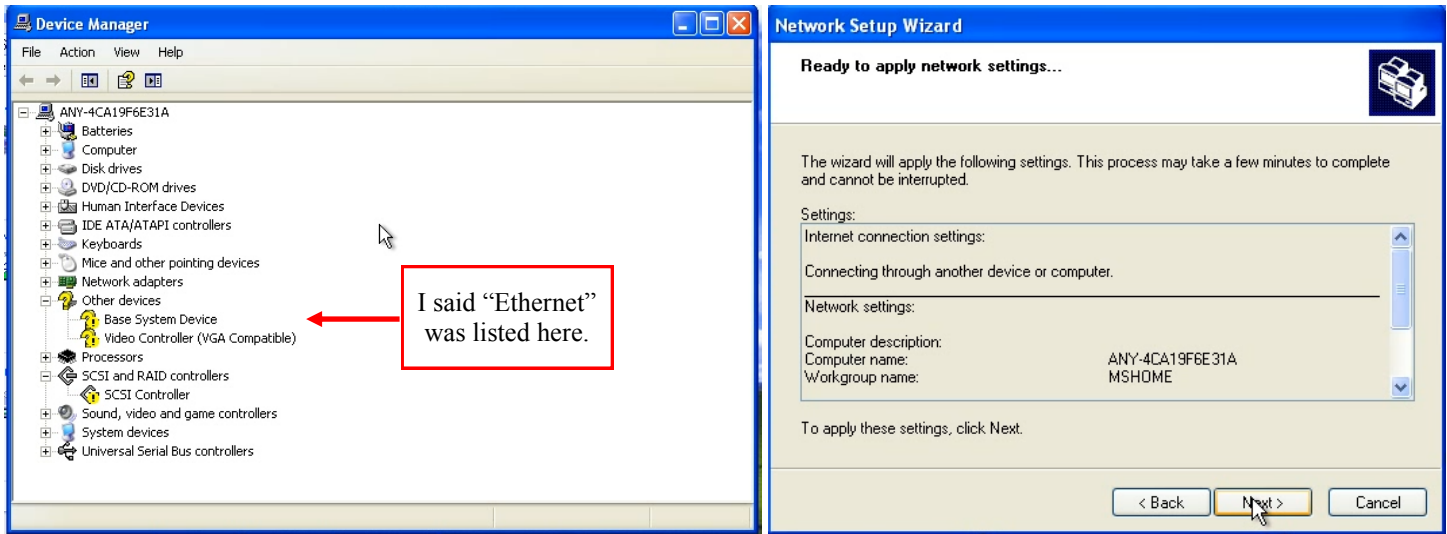 Device Manager
File Action View Help
ANY-4CA19F6E31A
Batteries
Computer
Disk drives
DVD/CD-ROM drives
Human Interface Devices
IDE ATA/ATAPI controllers
Keyboards
Mice and other pointing devices
Network adapters
Other devices
Base System Device
Video Controller (VGA Compatible)
Processors
SCSI and RAID controllers
SCSI Controller
Sound, video and game controllers
System devices
Universal Serial Bus controllers
I said “Ethernet”
was listed here.
Network Setup Wizard
Ready to apply network settings...
The wizard will apply the following settings. This process may take a few minutes to complete
and cannot be interrupted.
Settings:
Internet connection settings:
Connecting through another device or computer.
Network settings:
Computer description:
Computer name: ANY-4CA19F6E31A
Workgroup name: MSHOME
To apply these settings, click Next.
< Back Next > Cancel